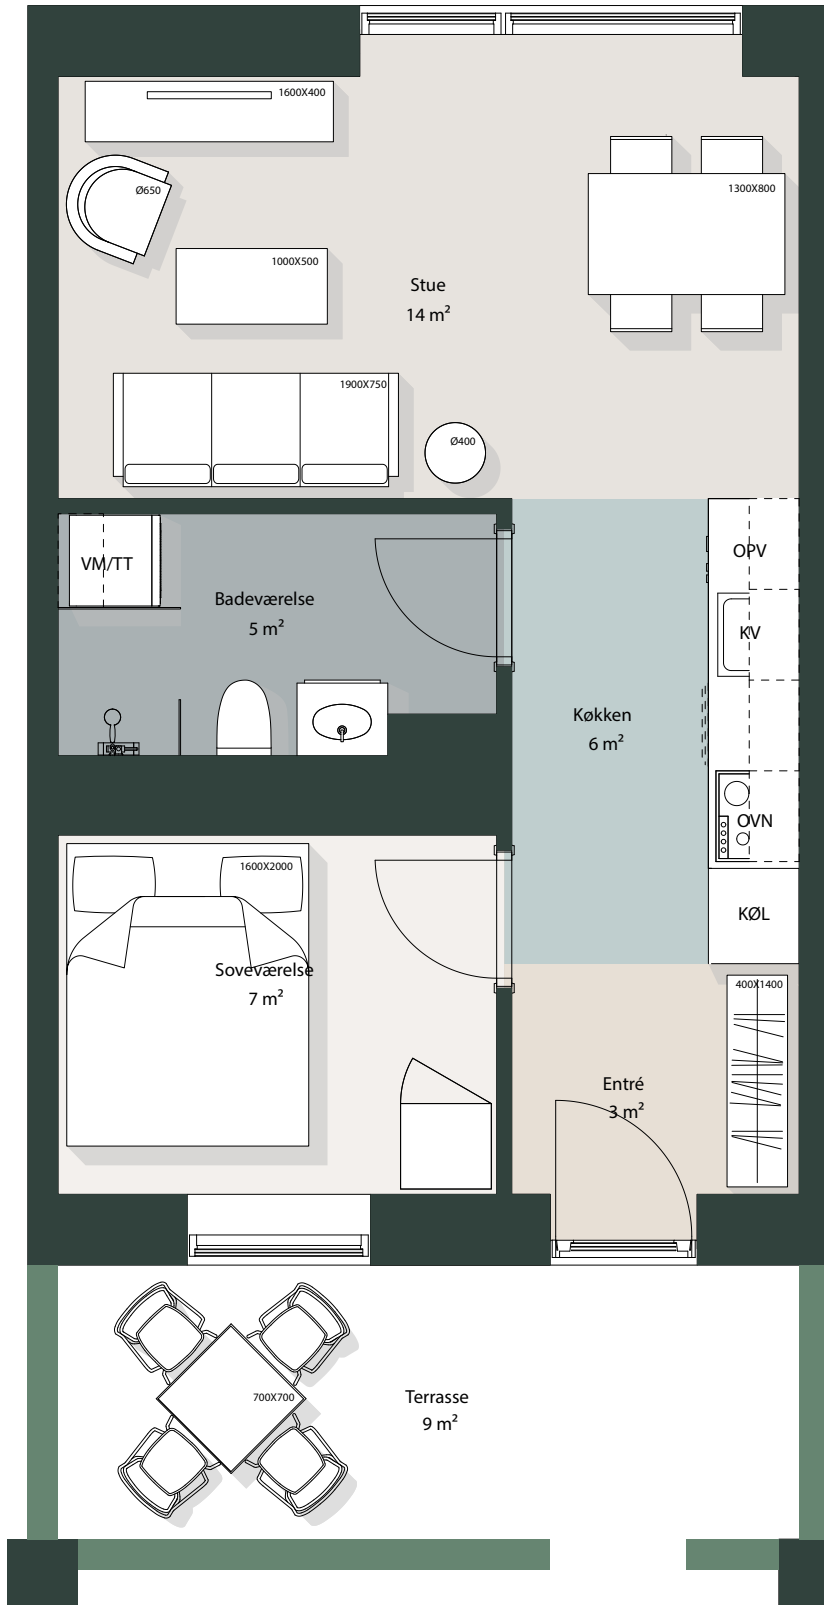 1600X400
Ø650
1300X800
1000X500
Stue
14 m²
1900X750
Ø400
VM/TT
OPV
Badeværelse
5 m²
KV
Køkken
6 m²
OVN
1600X2000
KØL
Soveværelse
7 m²
400X1400
Entré
3 m²
700X700
Terrasse
9 m²